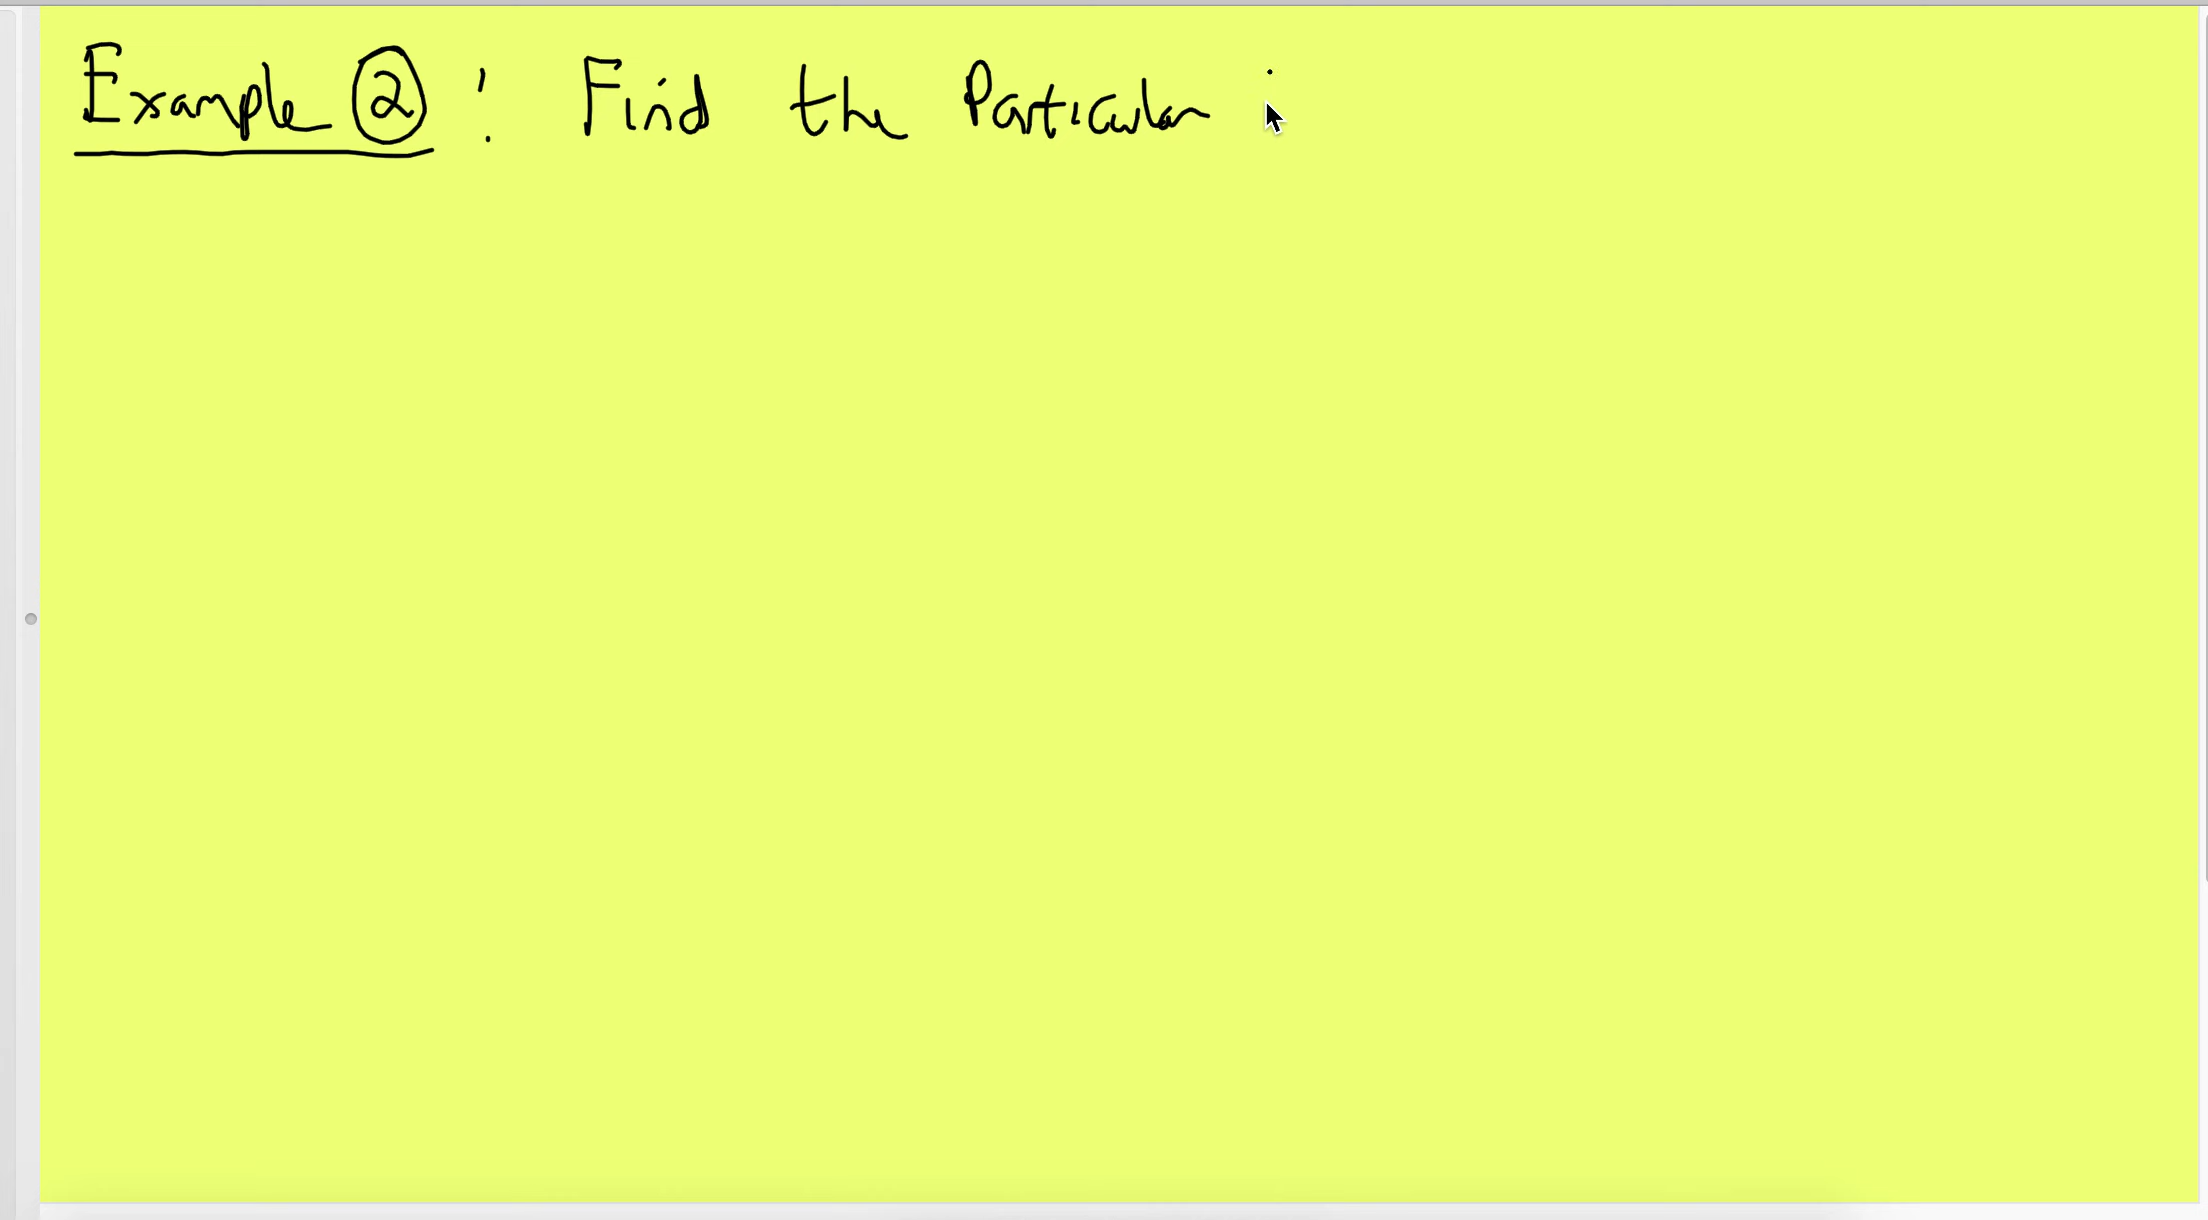 Example ② : Find the Particular